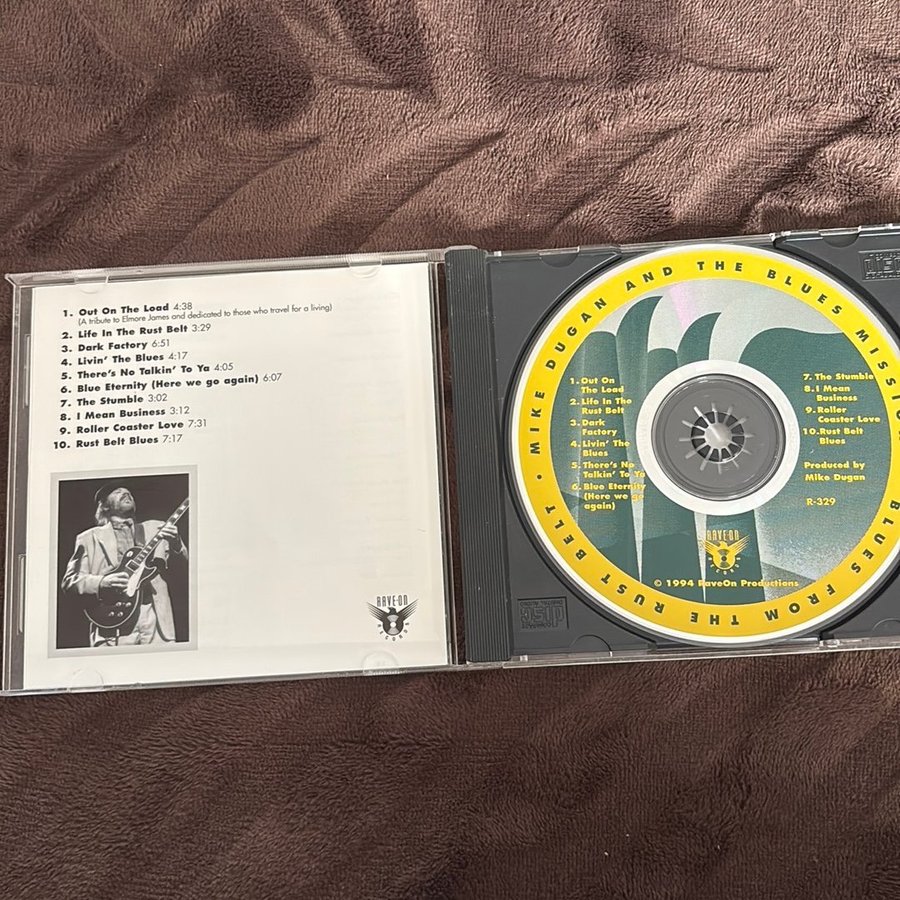 1. Out On The Load 4:38
(A tribute to Elmore James and dedicated to those who travel for a living)
2. Life In The Rust Belt 3:29
3. Dark Factory 6:51
4. Livin' The Blues 4:17
5. There's No Talkin' To Ya 4:05
6. Blue Eternity (Here we go again) 6:07
7. The Stumble 3:02
8. I Mean Business 3:12
9. Roller Coaster Love 7:31
10. Rust Belt Blues 7:17
RAVE-ON
RECORDS
MIKE DUGAN AND THE BLUES MISSION
BLUES FROM THE RUST BELT
1. Out On
The Load
2. Life In The
Rust Belt
3. Dark
Factory
4. Livin' The
Blues
5. There's No
Talkin' To Ya
6. Blue Eternity
(Here we go
again)
7. The Stumble
8. I Mean
Business
9. Roller
Coaster Love
10. Rust Belt
Blues
Produced by
Mike Dugan
R-329
RAVE-ON
RECORDS
© 1994 RaveOn Productions
COMPACT
disc
DIGITAL AUDIO